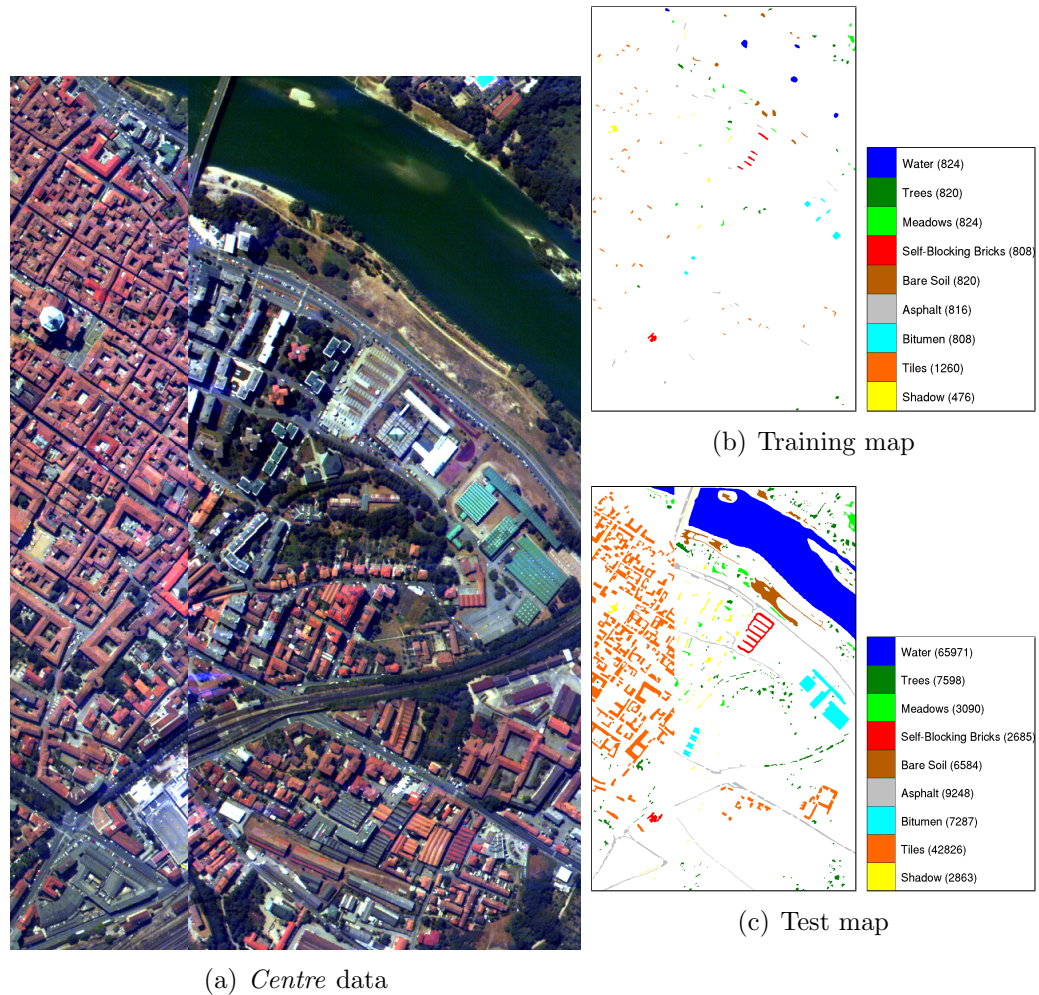 Water (824)
Trees (820)
Meadows (824)
Self-Blocking Bricks (808)
Bare Soil (820)
Asphalt (816)
Bitumen (808)
Tiles (1260)
Shadow (476)
(b) Training map
Water (65971)
Trees (7598)
Meadows (3090)
Self-Blocking Bricks (2685)
Bare Soil (6584)
Asphalt (9248)
Bitumen (7287)
Tiles (42826)
Shadow (2863)
(c) Test map
(a) Centre data